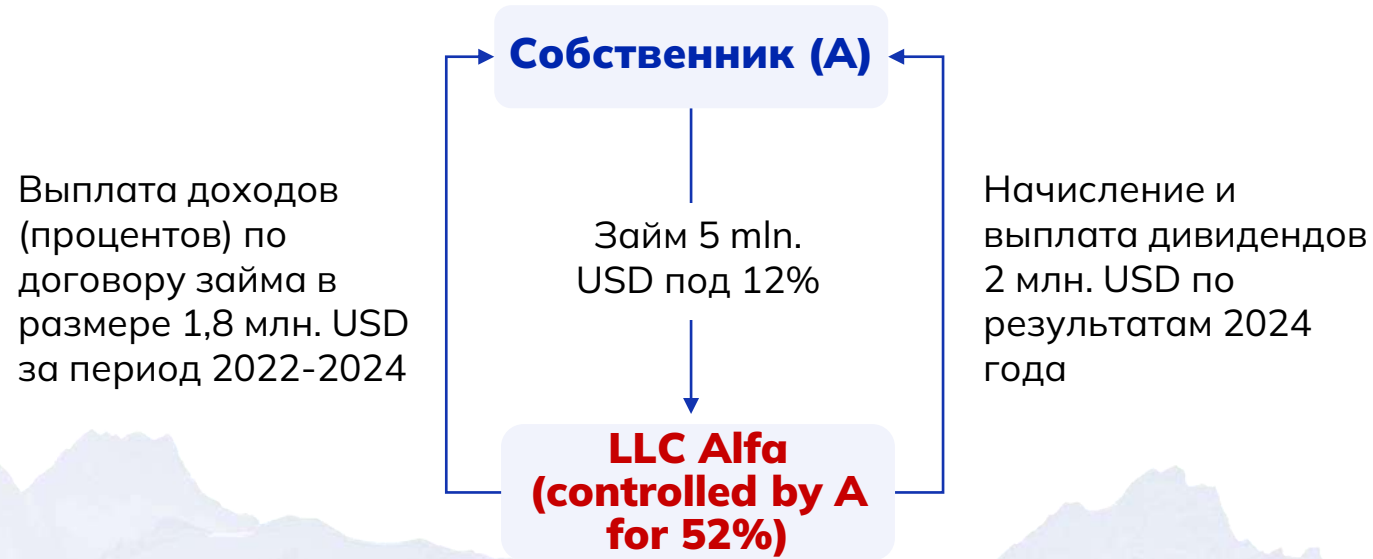 Собственник (А)
Выплата доходов
(процентов) по
договору займа в
размере 1,8 млн. USD
за период 2022-2024
Займ 5 mln.
USD под 12%
Начисление и
выплата дивидендов
2 млн. USD по
результатам 2024
года
LLC Alfa
(controlled by A
for 52%)